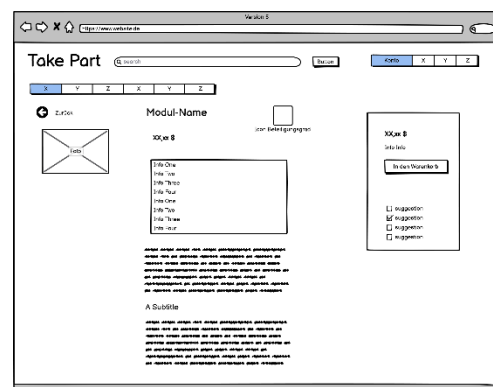 Version 5
https://www.website.de
Take Part
search
Button
Konto X Y Z
X Y Z X Y Z
Zurück
Modul-Name
Icon Beteiligungsgrad
Foto
XX,xx $
Info One
Info Two
Info Three
Info Four
Info One
Info Two
Info Three
Info Four
A Subtitle
XX,xx $
Info Info
In den Warenkorb
suggestion
suggestion
suggestion
suggestion